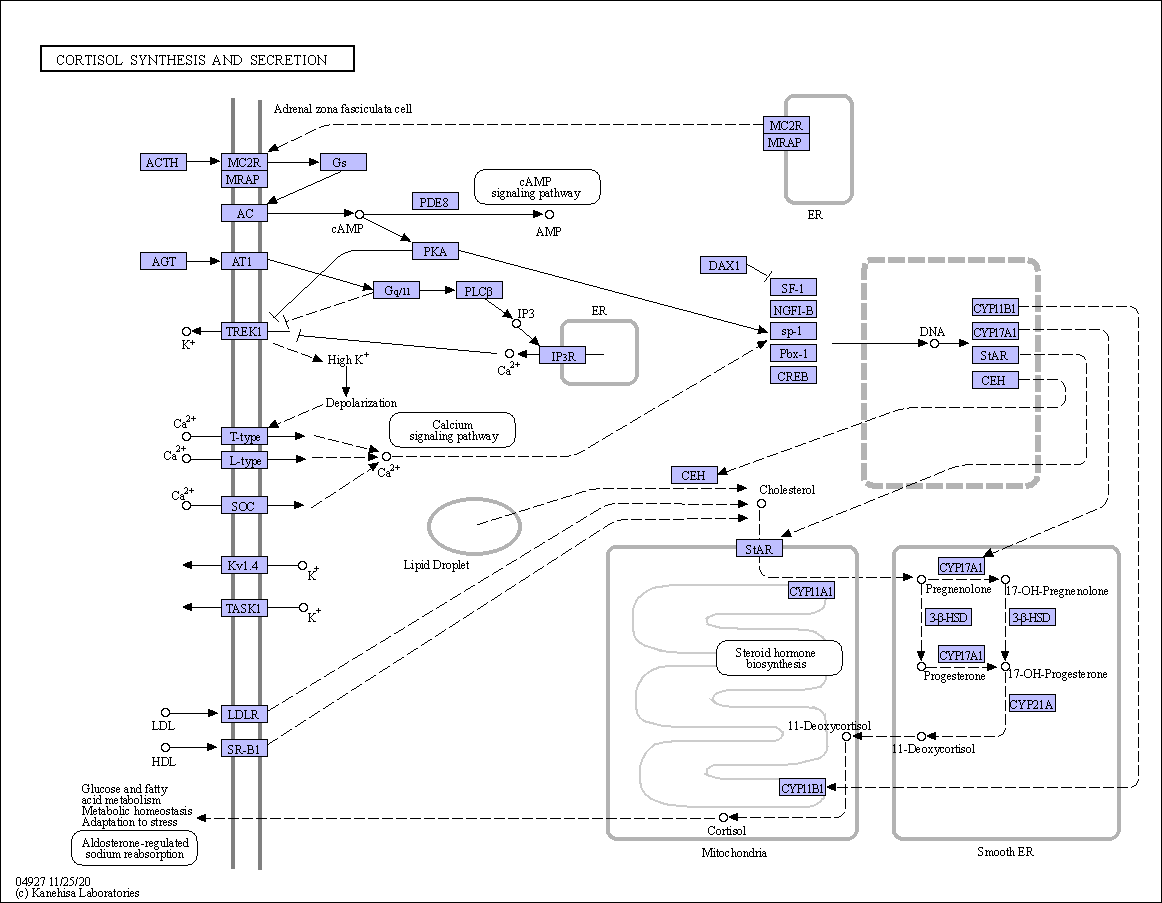 CORTISOL SYNTHESIS AND SECRETION
Adrenal zona fasciculata cell
MC2R
MRAP
ER
ACTH
MC2R
MRAP
Gs
cAMP
signaling pathway
PDE8
AC
cAMP
AMP
AGT
AT1
PKA
DAX1
Gq/11
PLCβ
SF-1
NGFI-B
sp-1
Pbx-1
CREB
IP3
ER
IP3R
Ca2+
K+
TREK1
High K+
Depolarization
DNA
CYP11B1
CYP17A1
StAR
CEH
Ca2+
T-type
Ca2+
L-type
Ca2+
SOC
Calcium
signaling pathway
Ca2+
CEH
Cholesterol
Lipid Droplet
StAR
Kv1.4
K+
TASK1
K+
CYP11A1
CYP17A1
Pregnenolone
17-OH-Pregnenolone
3-β-HSD
3-β-HSD
Steroid hormone
biosynthesis
CYP17A1
Progesterone
17-OH-Progesterone
CYP21A
LDL
LDLR
HDL
SR-B1
11-Deoxycortisol
11-Deoxycortisol
CYP11B1
Cortisol
Mitochondria
Smooth ER
Glucose and fatty
acid metabolism
Metabolic homeostasis
Adaptation to stress
Aldosterone-regulated
sodium reabsorption
04927 11/25/20
(c) Kanehisa Laboratories